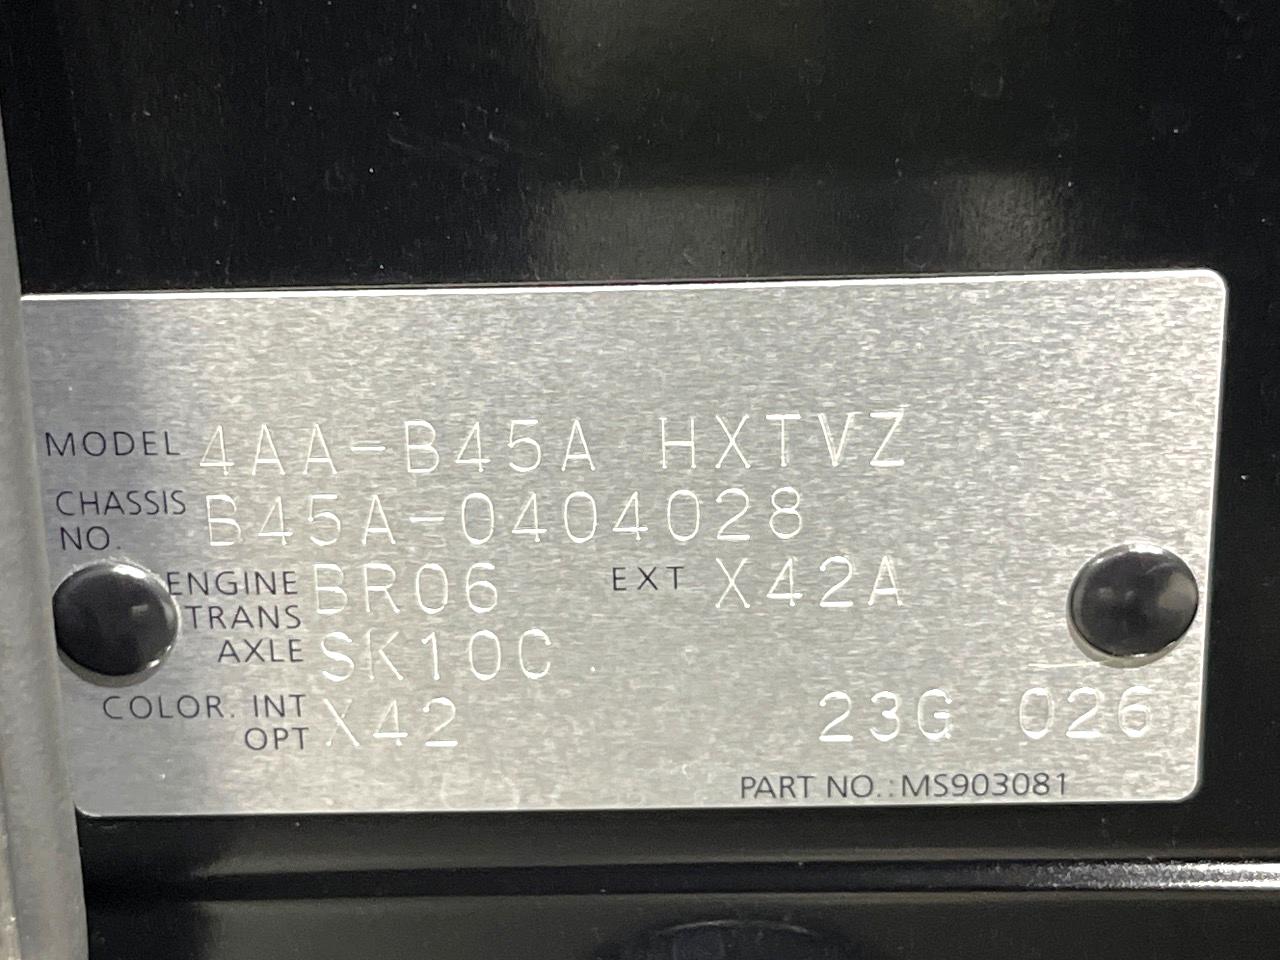 MODEL 4AA-B45A HXTVZ
CHASSIS NO. B45A-0404028
ENGINE BR06 EXT X42A
TRANS AXLE SK10C
COLOR. INT OPT X42 23G 026
PART NO.: MS903081